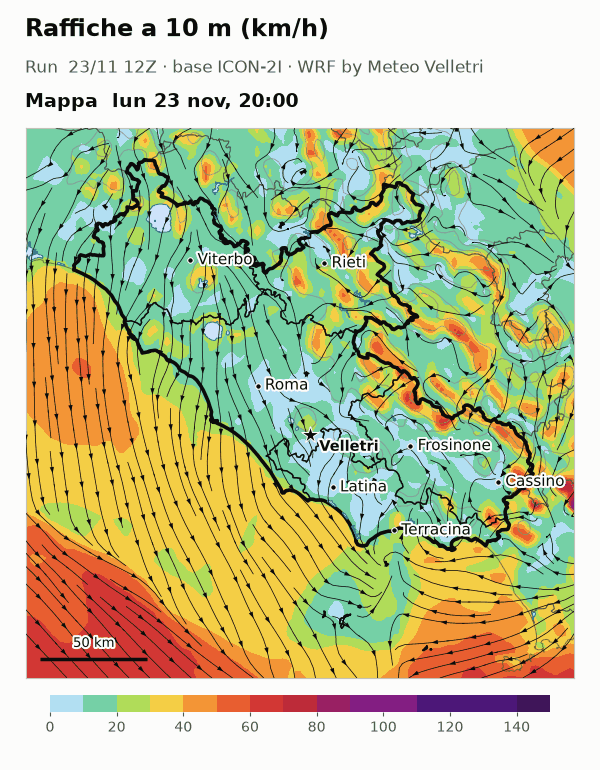 Raffiche a 10 m (km/h)
Run  23/11 12Z · base ICON-2I · WRF by Meteo Velletri
Mappa  lun 23 nov, 20:00
Viterbo
Rieti
Roma
Velletri
Frosinone
Latina
Cassino
Terracina
50 km
0 20 40 60 80 100 120 140